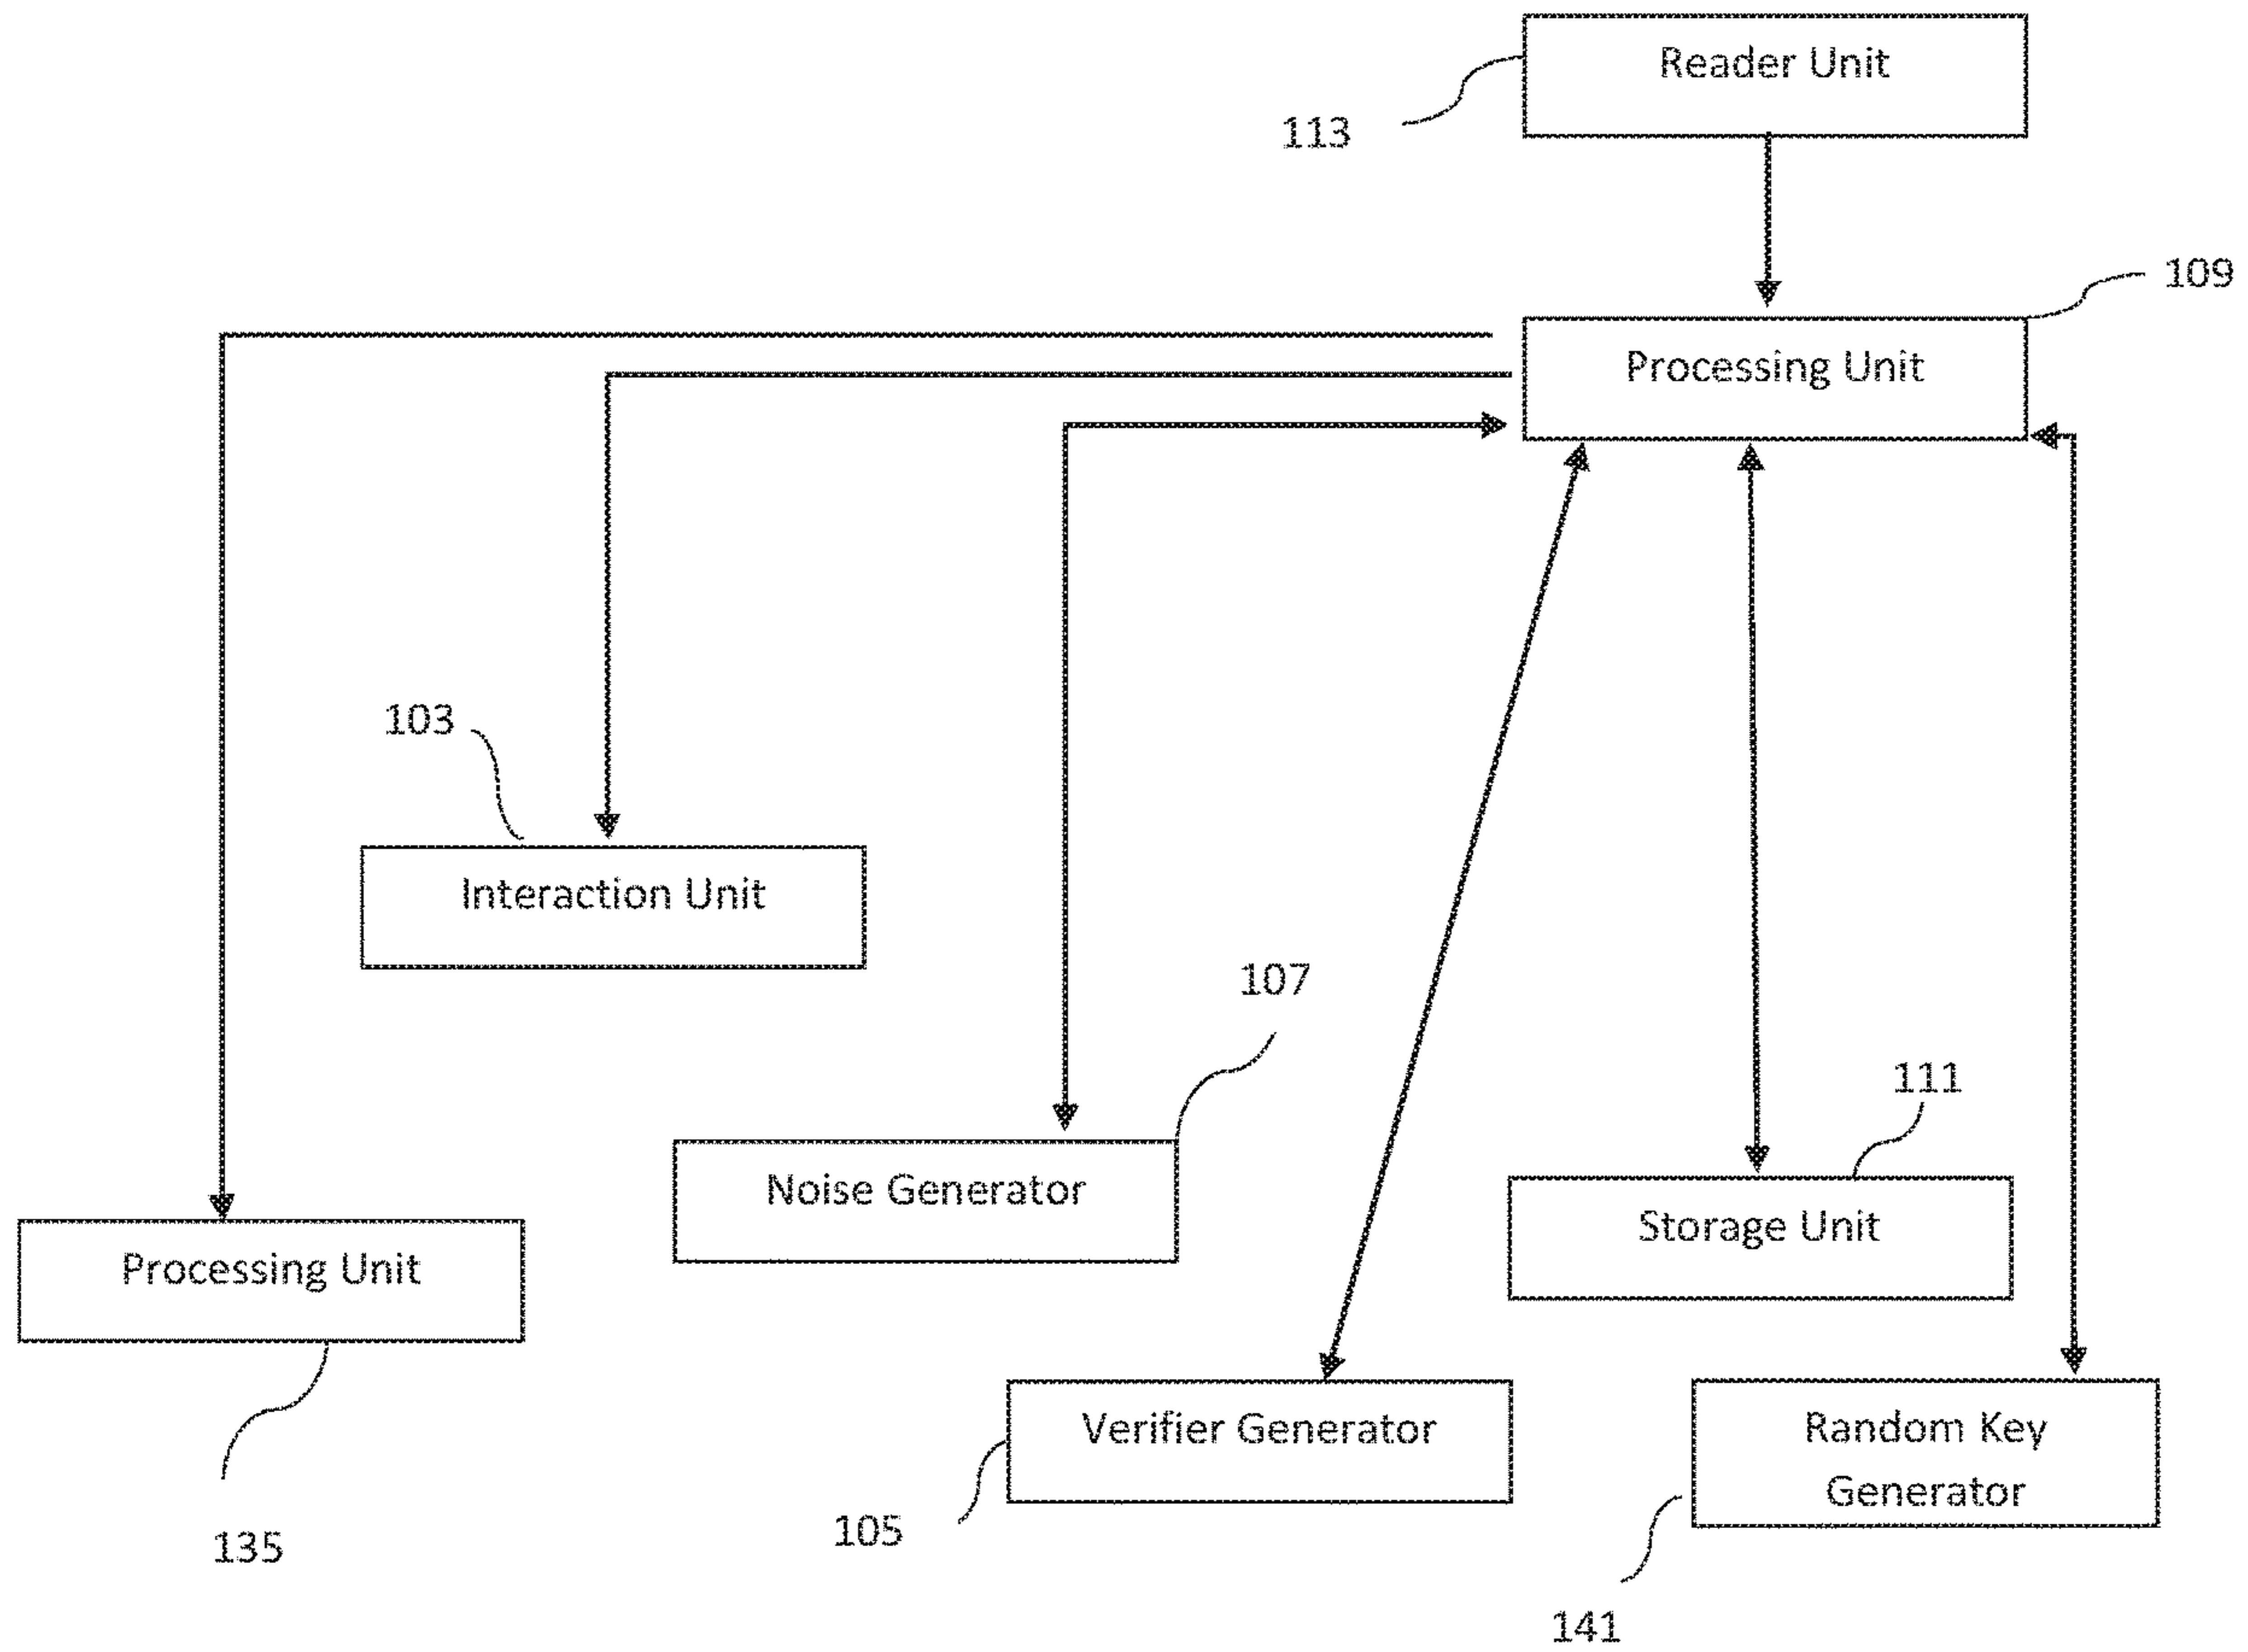 Reader Unit
113
109
Processing Unit
103
Interaction Unit
107
111
Noise Generator
Storage Unit
Processing Unit
Verifier Generator
Random Key
Generator
105
135
141